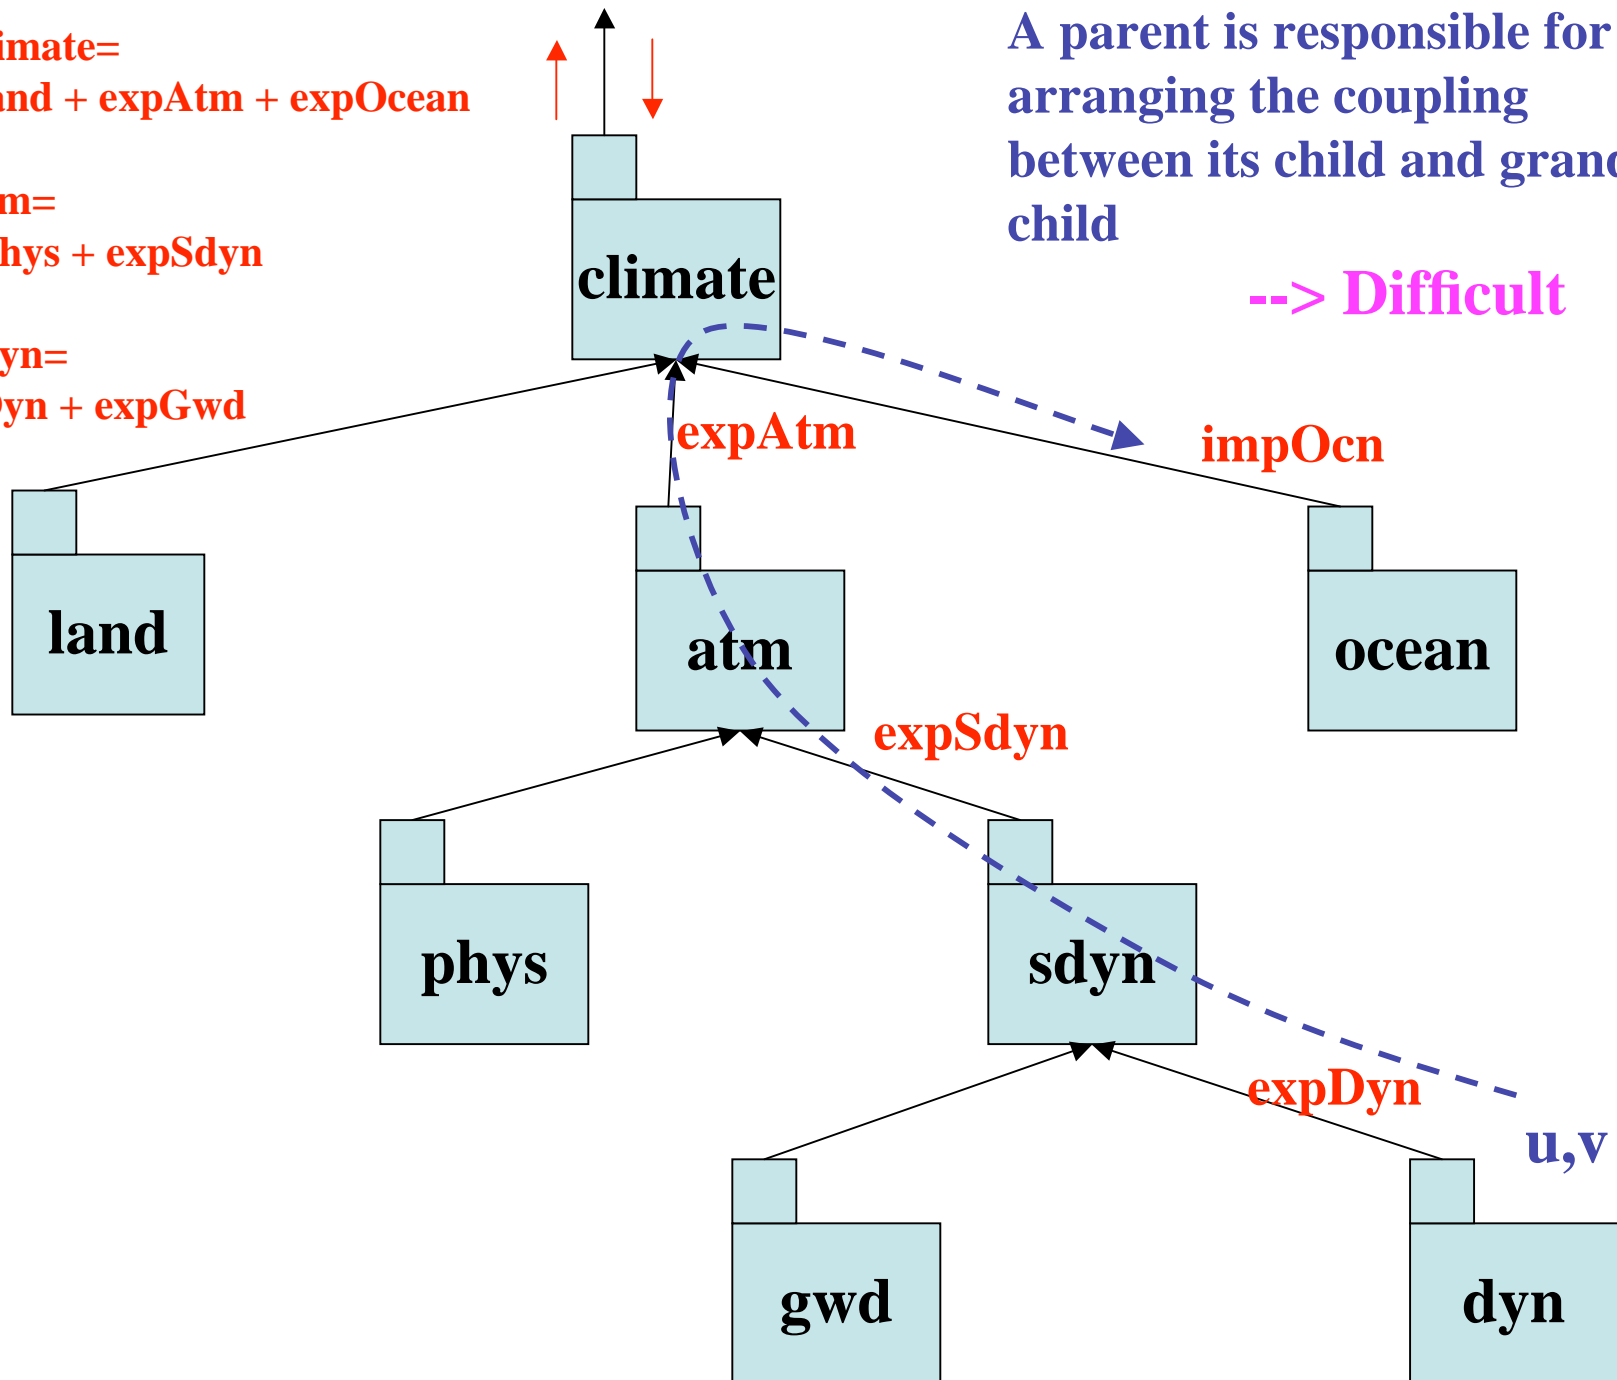 imate=
and + expAtm + expOcean
m=
hys + expSdyn
yn=
yn + expGwd
A parent is responsible for
arranging the coupling
between its child and grand
child
--> Difficult
climate
expAtm
impOcn
land
atm
ocean
expSdyn
phys
sdyn
expDyn
u,v
gwd
dyn